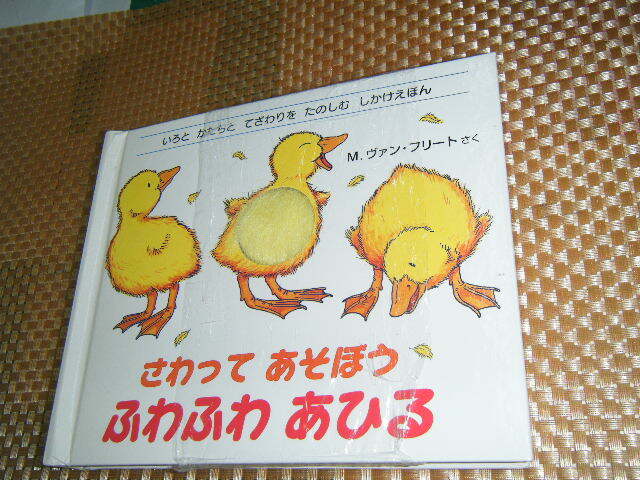 いろと かたちと てざわりを たのしむ しかけえほん
M.ヴァン・フリート さく
さわって あそぼう
ふわふわ あひる